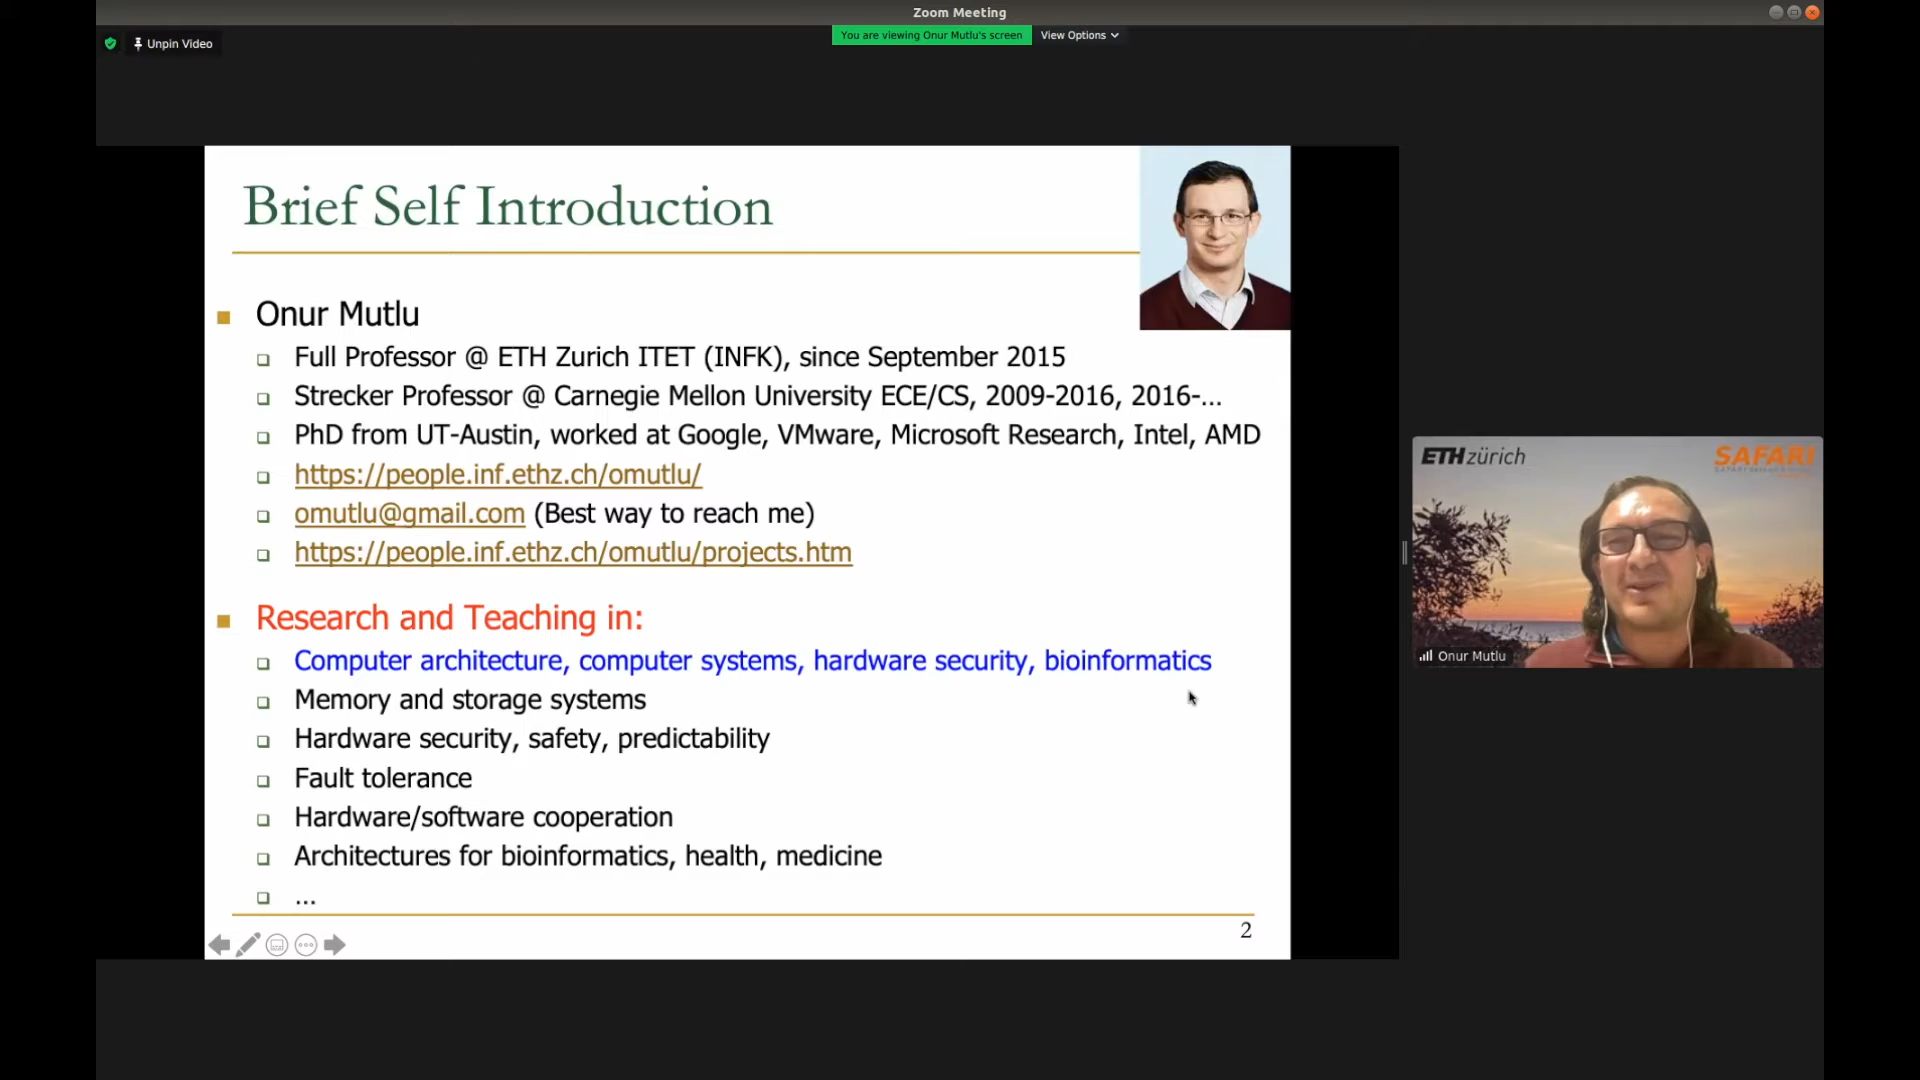 Zoom Meeting
Unpin Video
You are viewing Onur Mutlu's screen
View Options
Brief Self Introduction
Onur Mutlu
Full Professor @ ETH Zurich ITET (INFK), since September 2015
Strecker Professor @ Carnegie Mellon University ECE/CS, 2009-2016, 2016-...
PhD from UT-Austin, worked at Google, VMware, Microsoft Research, Intel, AMD
https://people.inf.ethz.ch/omutlu/
omutlu@gmail.com (Best way to reach me)
https://people.inf.ethz.ch/omutlu/projects.htm
Research and Teaching in:
Computer architecture, computer systems, hardware security, bioinformatics
Memory and storage systems
Hardware security, safety, predictability
Fault tolerance
Hardware/software cooperation
Architectures for bioinformatics, health, medicine
...
2
ETH zürich
SAFARI
Onur Mutlu